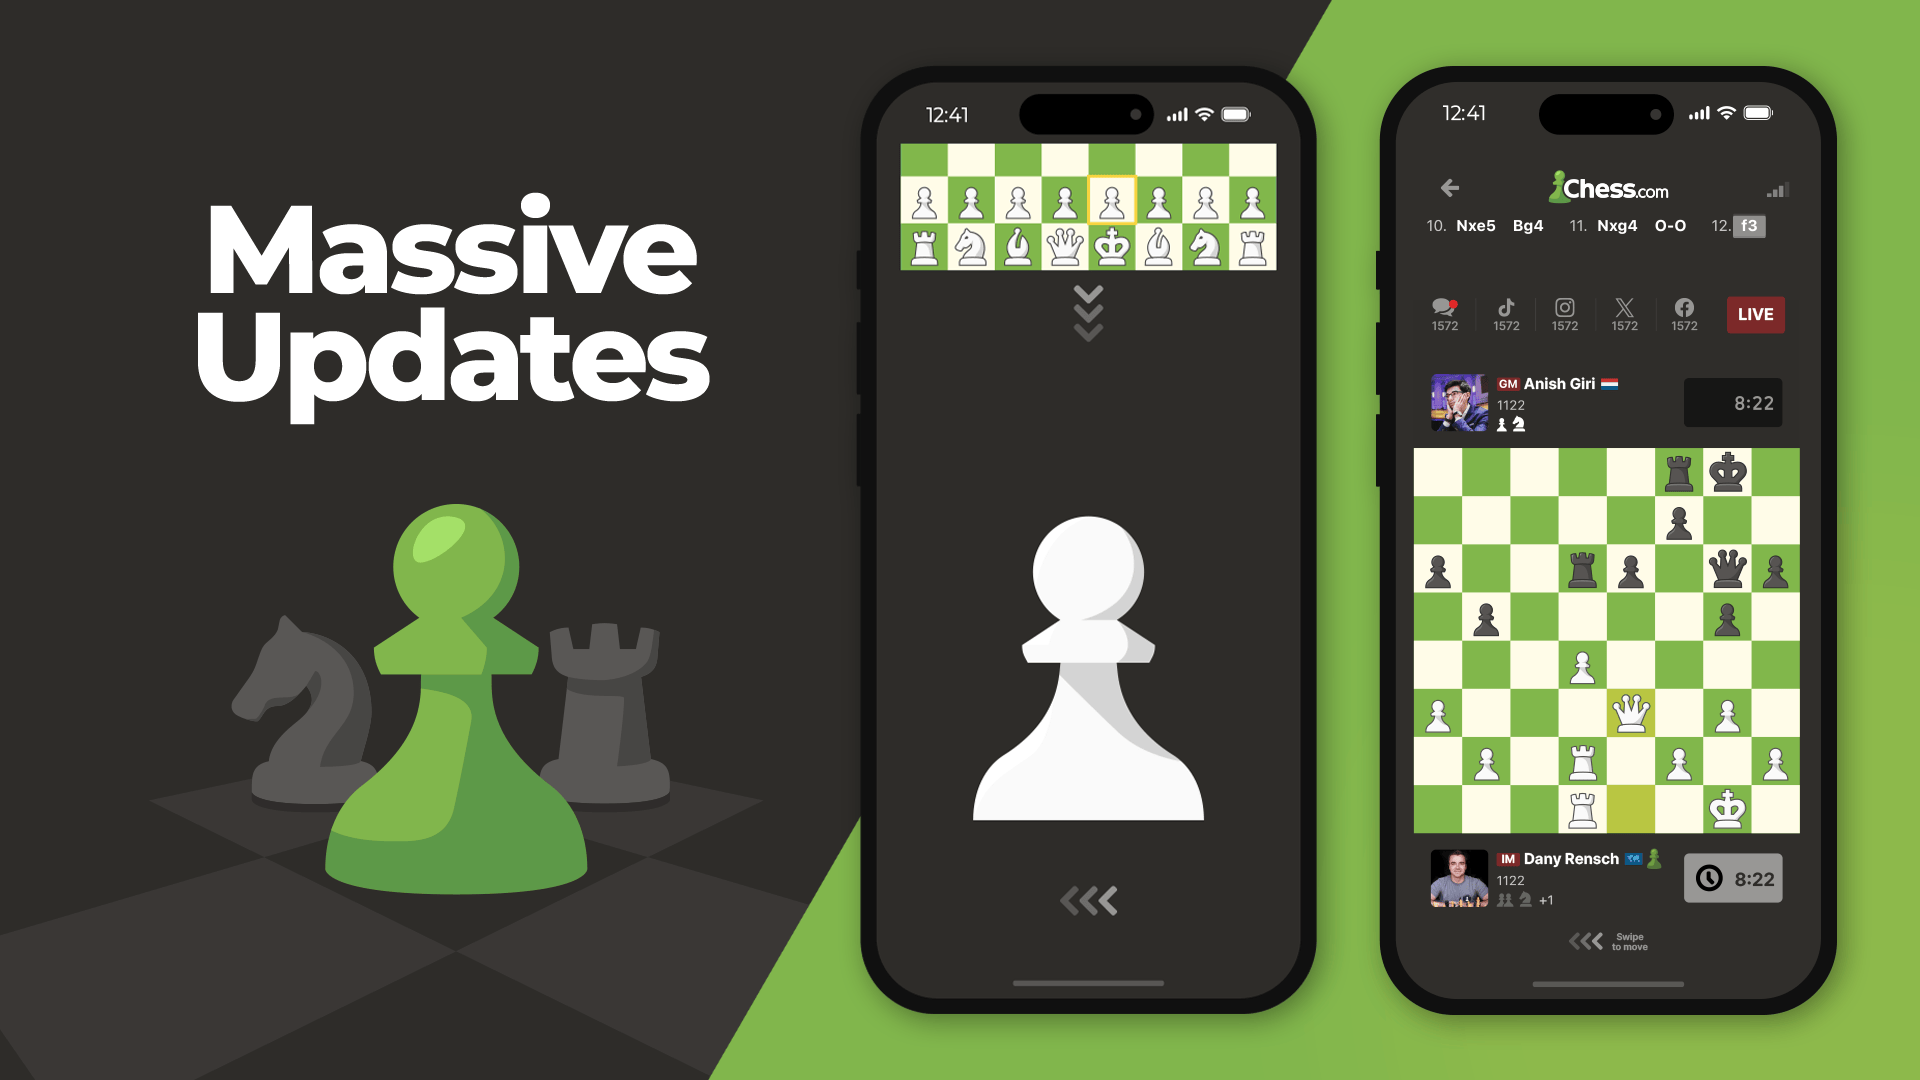 Massive
Updates
12:41
12:41
Chess.com
10. Nxe5 Bg4 11. Nxg4 O-O 12. f3
1572 1572 1572 1572 1572
LIVE
GM Anish Giri
1122
8:22
IM Dany Rensch
1122
+1
8:22
Swipe
to move